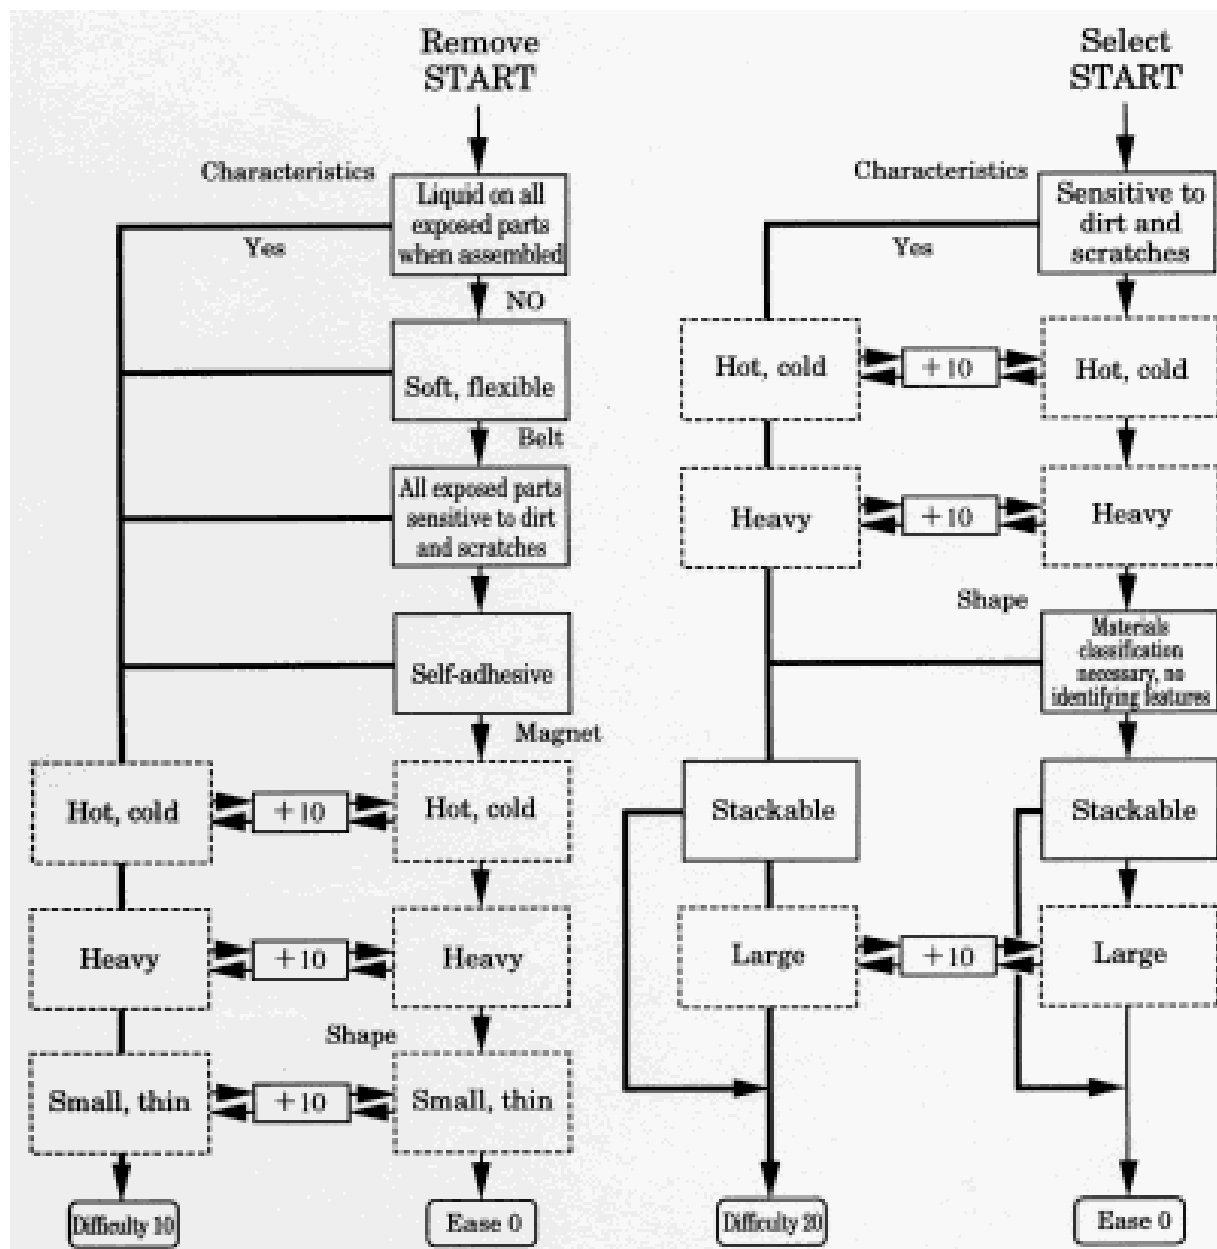 Remove
START
Characteristics
Liquid on all
exposed parts
when assembled
Yes
NO
Soft, flexible
Belt
All exposed parts
sensitive to dirt
and scratches
Self-adhesive
Magnet
Hot, cold
+10
Hot, cold
Heavy
+10
Heavy
Shape
Small, thin
+10
Small, thin
Difficulty 10
Ease 0
Select
START
Characteristics
Sensitive to
dirt and
scratches
Yes
Hot, cold
+10
Hot, cold
Heavy
+10
Heavy
Shape
Materials
classification
necessary, no
identifying features
Stackable
Stackable
Large
+10
Large
Difficulty 20
Ease 0